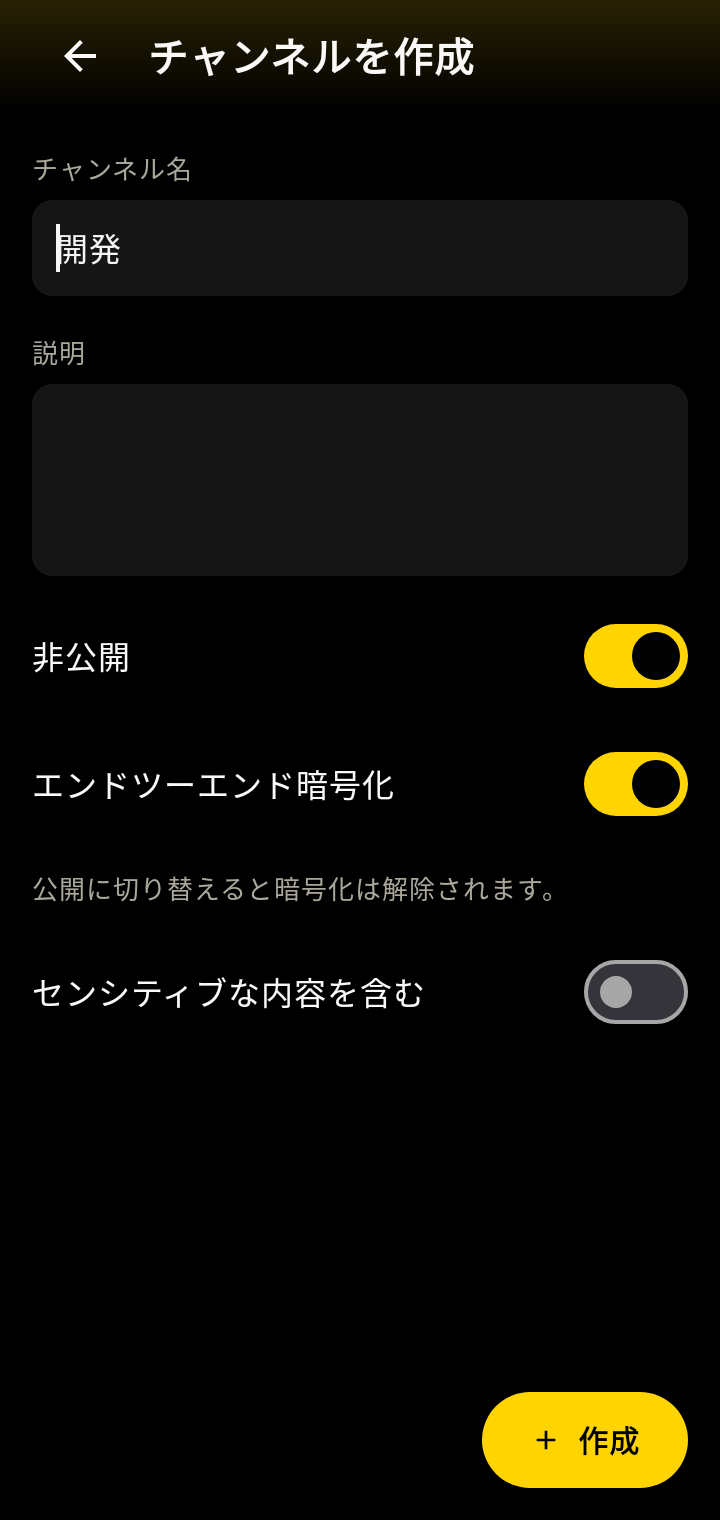 チャンネルを作成
チャンネル名
開発
説明
非公開
エンドツーエンド暗号化
公開に切り替えると暗号化は解除されます。
センシティブな内容を含む
+ 作成